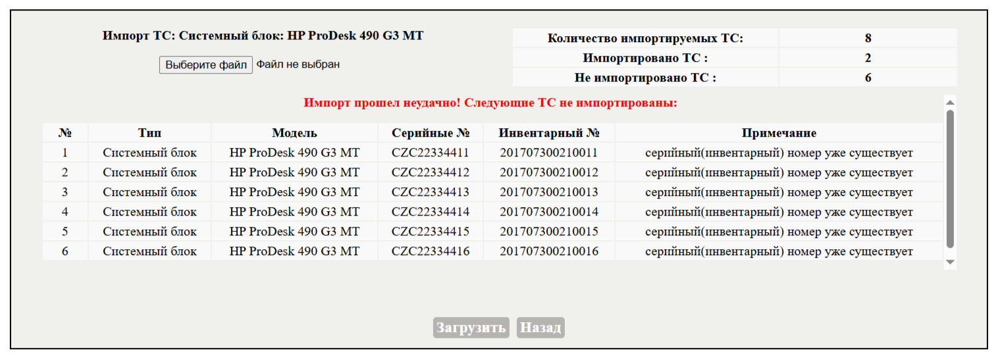 Импорт ТС: Системный блок: HP ProDesk 490 G3 MT
Выберите файл Файл не выбран
Количество импортируемых ТС: 8
Импортировано ТС : 2
Не импортировано ТС : 6
Импорт прошел неудачно! Следующие ТС не импортированы:
№ Тип Модель Серийные № Инвентарный № Примечание
1 Системный блок HP ProDesk 490 G3 MT CZC22334411 201707300210011 серийный(инвентарный) номер уже существует
2 Системный блок HP ProDesk 490 G3 MT CZC22334412 201707300210012 серийный(инвентарный) номер уже существует
3 Системный блок HP ProDesk 490 G3 MT CZC22334413 201707300210013 серийный(инвентарный) номер уже существует
4 Системный блок HP ProDesk 490 G3 MT CZC22334414 201707300210014 серийный(инвентарный) номер уже существует
5 Системный блок HP ProDesk 490 G3 MT CZC22334415 201707300210015 серийный(инвентарный) номер уже существует
6 Системный блок HP ProDesk 490 G3 MT CZC22334416 201707300210016 серийный(инвентарный) номер уже существует
Загрузить Назад